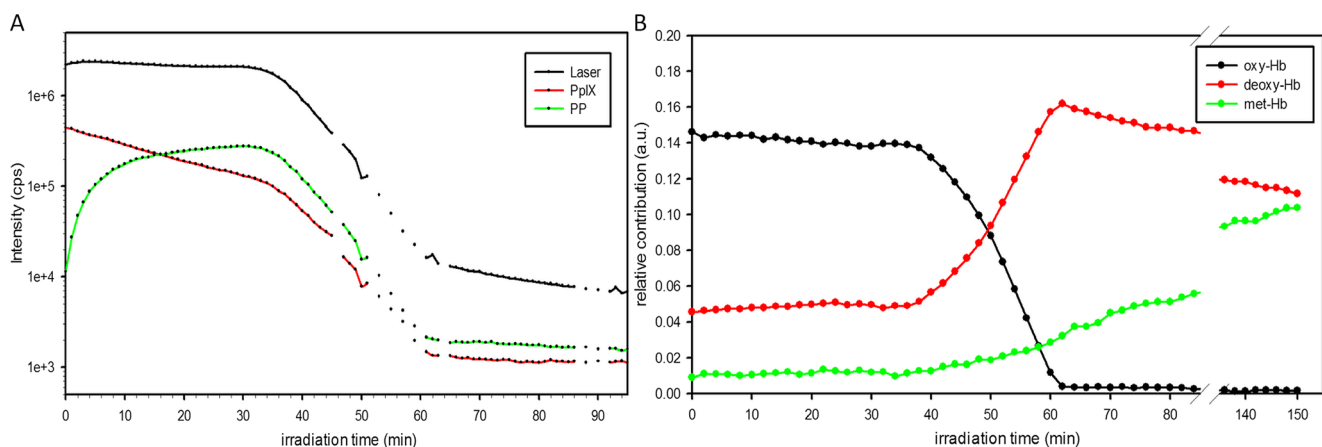 A
Intensity (cps)
1e+6
1e+5
1e+4
1e+3
Laser
PpIX
PP
0 10 20 30 40 50 60 70 80 90
irradiation time (min)
B
relative contribution (a.u.)
0.20
0.18
0.16
0.14
0.12
0.10
0.08
0.06
0.04
0.02
0.00
oxy-Hb
deoxy-Hb
met-Hb
0 10 20 30 40 50 60 70 80 140 150
irradiation time (min)